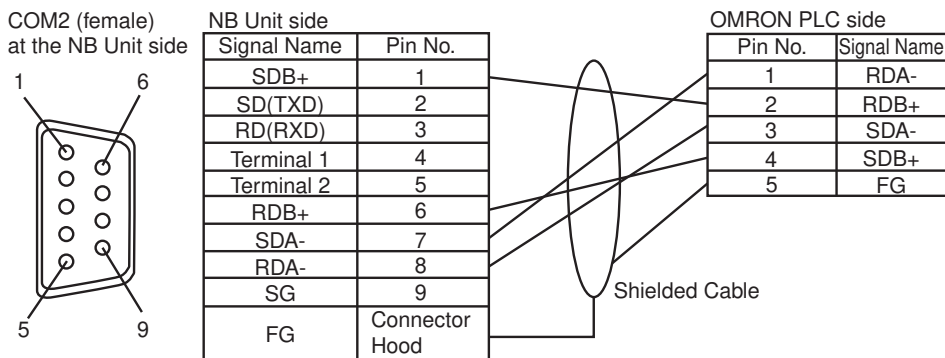 COM2 (female)
at the NB Unit side
1
6
5
9
NB Unit side
Signal Name Pin No.
SDB+ 1
SD(TXD) 2
RD(RXD) 3
Terminal 1 4
Terminal 2 5
RDB+ 6
SDA- 7
RDA- 8
SG 9
FG Connector
Hood
Shielded Cable
OMRON PLC side
Pin No. Signal Name
1 RDA-
2 RDB+
3 SDA-
4 SDB+
5 FG